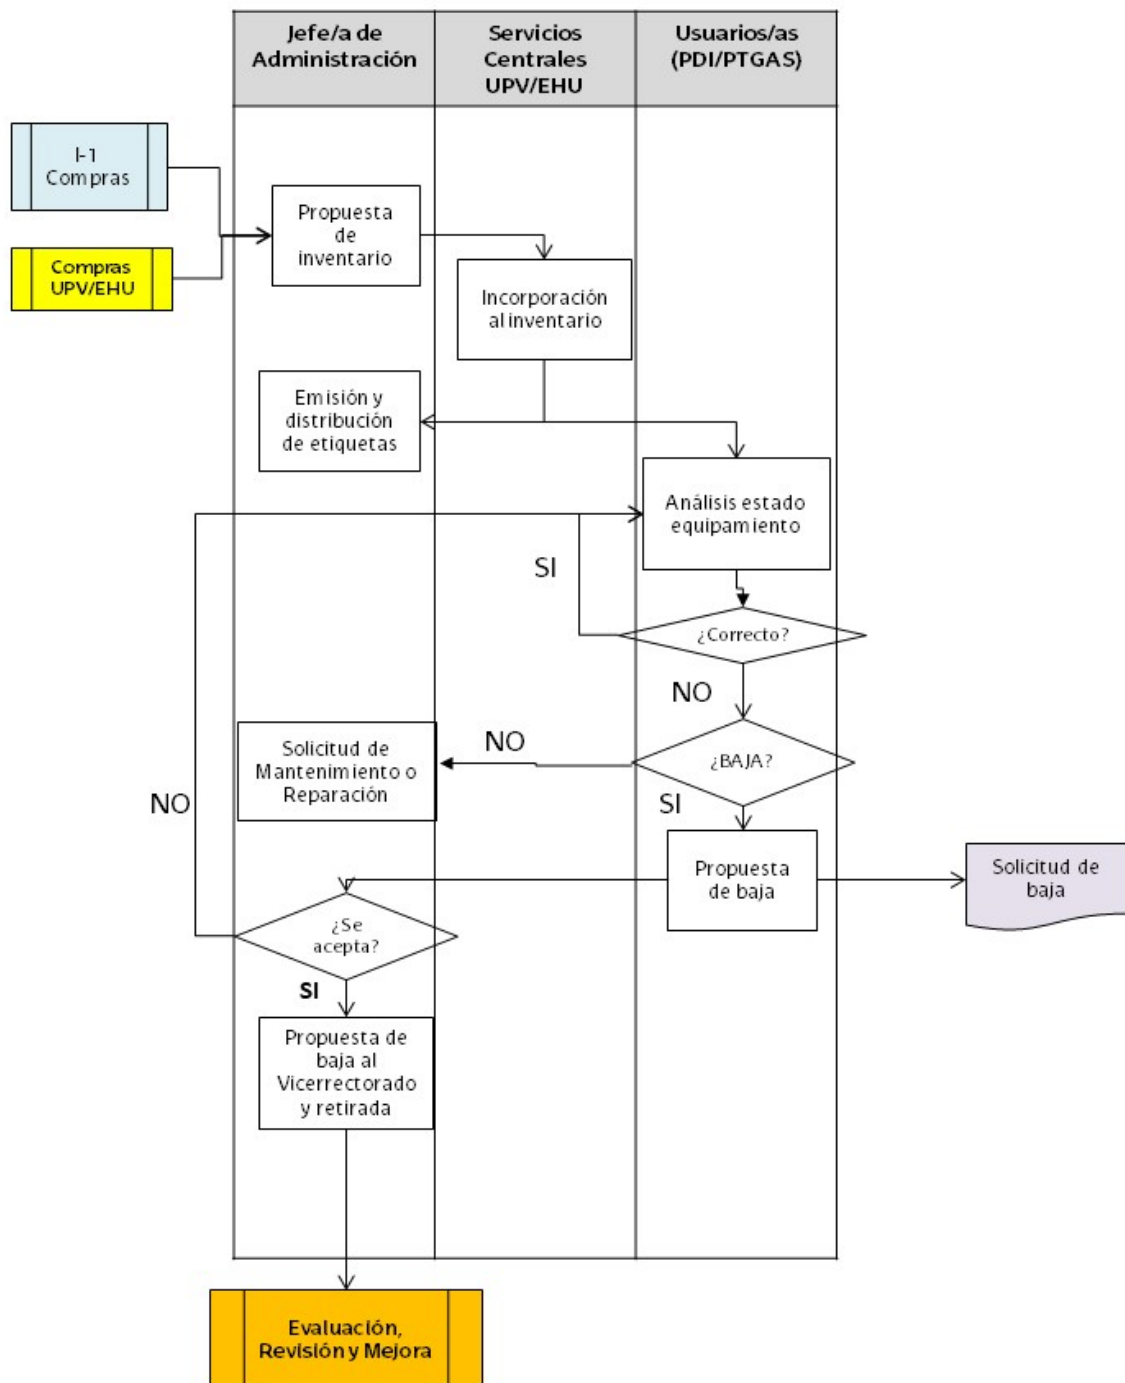 Jefe/a de
Administración
Servicios
Centrales
UPV/EHU
Usuarios/as
(PDI/PTGAS)
I-1
Compras
Propuesta
de
inventario
Compras
UPV/EHU
Incorporación
al inventario
Emisión y
distribución
de etiquetas
Análisis estado
equipamiento
SI
¿Correcto?
NO
Solicitud de
Mantenimiento o
Reparación
NO
¿BAJA?
NO
SI
Propuesta
de baja
Solicitud de
baja
¿Se
acepta?
SI
Propuesta de
baja al
Vicerrectorado
y retirada
Evaluación,
Revisión y Mejora